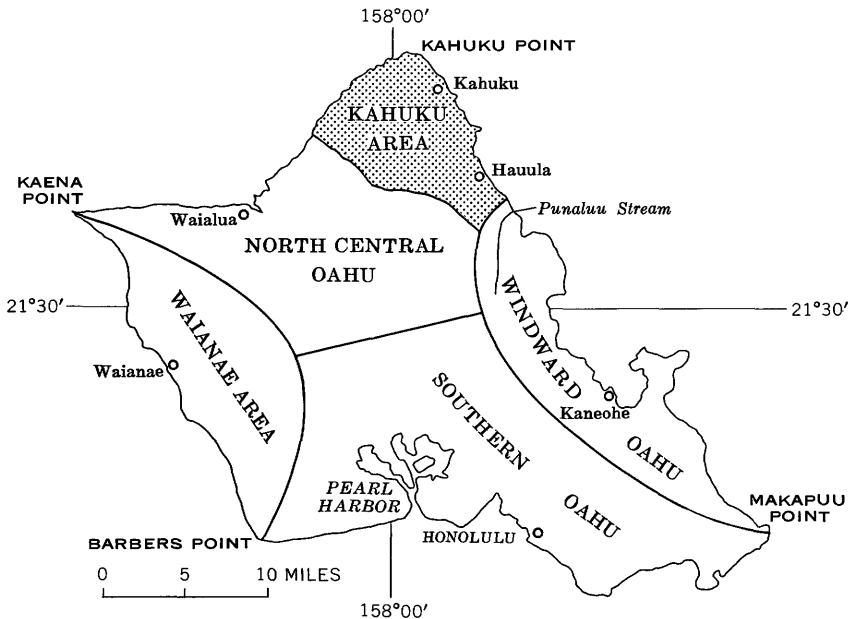 158°00′
KAHUKU POINT
Kahuku
KAHUKU
AREA
Hauula
KAENA
POINT
Waialua
Punaluu Stream
NORTH CENTRAL
OAHU
21°30′
21°30′
WAIANAE AREA
WINDWARD
OAHU
Waianae
Kaneohe
SOUTHERN
OAHU
PEARL
HARBOR
MAKAPUU
POINT
HONOLULU
BARBERS POINT
0 5 10 MILES
158°00′